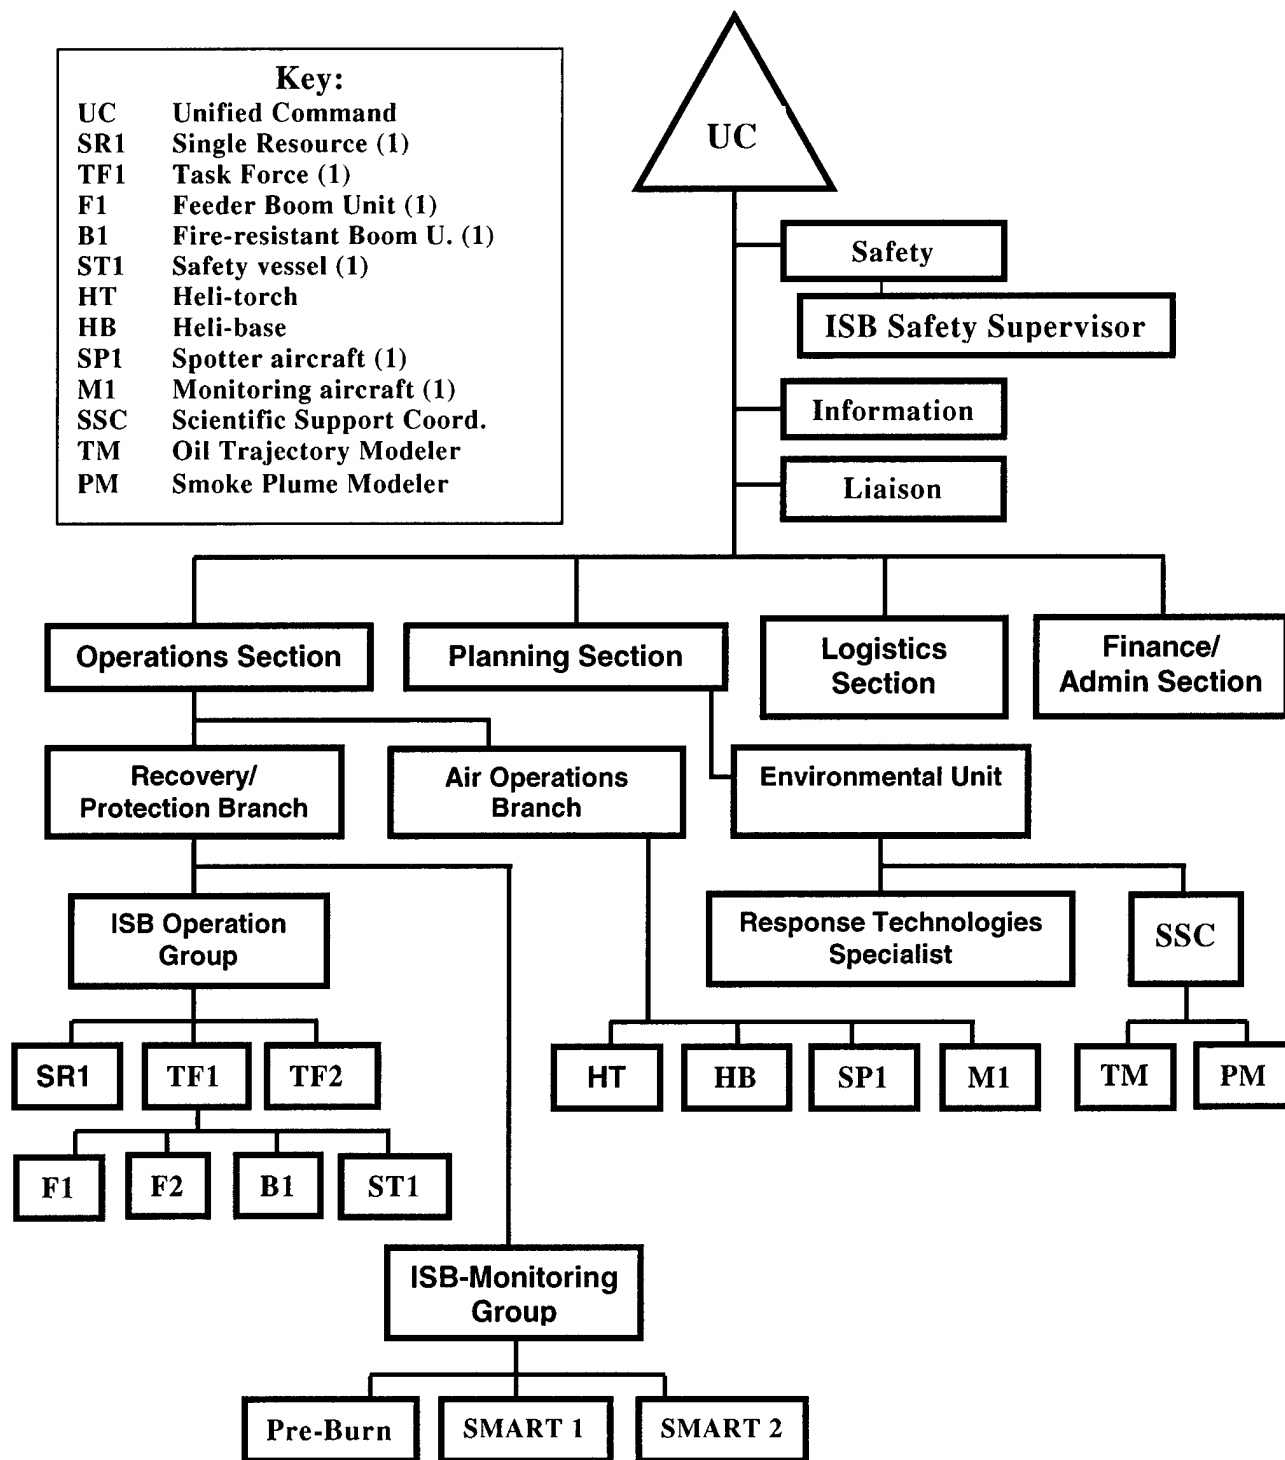 Key:
UC Unified Command
SR1 Single Resource (1)
TF1 Task Force (1)
F1 Feeder Boom Unit (1)
B1 Fire-resistant Boom U. (1)
ST1 Safety vessel (1)
HT Heli-torch
HB Heli-base
SP1 Spotter aircraft (1)
M1 Monitoring aircraft (1)
SSC Scientific Support Coord.
TM Oil Trajectory Modeler
PM Smoke Plume Modeler
UC
Safety
ISB Safety Supervisor
Information
Liaison
Operations Section
Planning Section
Logistics
Section
Finance/
Admin Section
Recovery/
Protection Branch
Air Operations
Branch
Environmental Unit
ISB Operation
Group
Response Technologies
Specialist
SSC
SR1
TF1
TF2
HT
HB
SP1
M1
TM
PM
F1
F2
B1
ST1
ISB-Monitoring
Group
Pre-Burn
SMART 1
SMART 2